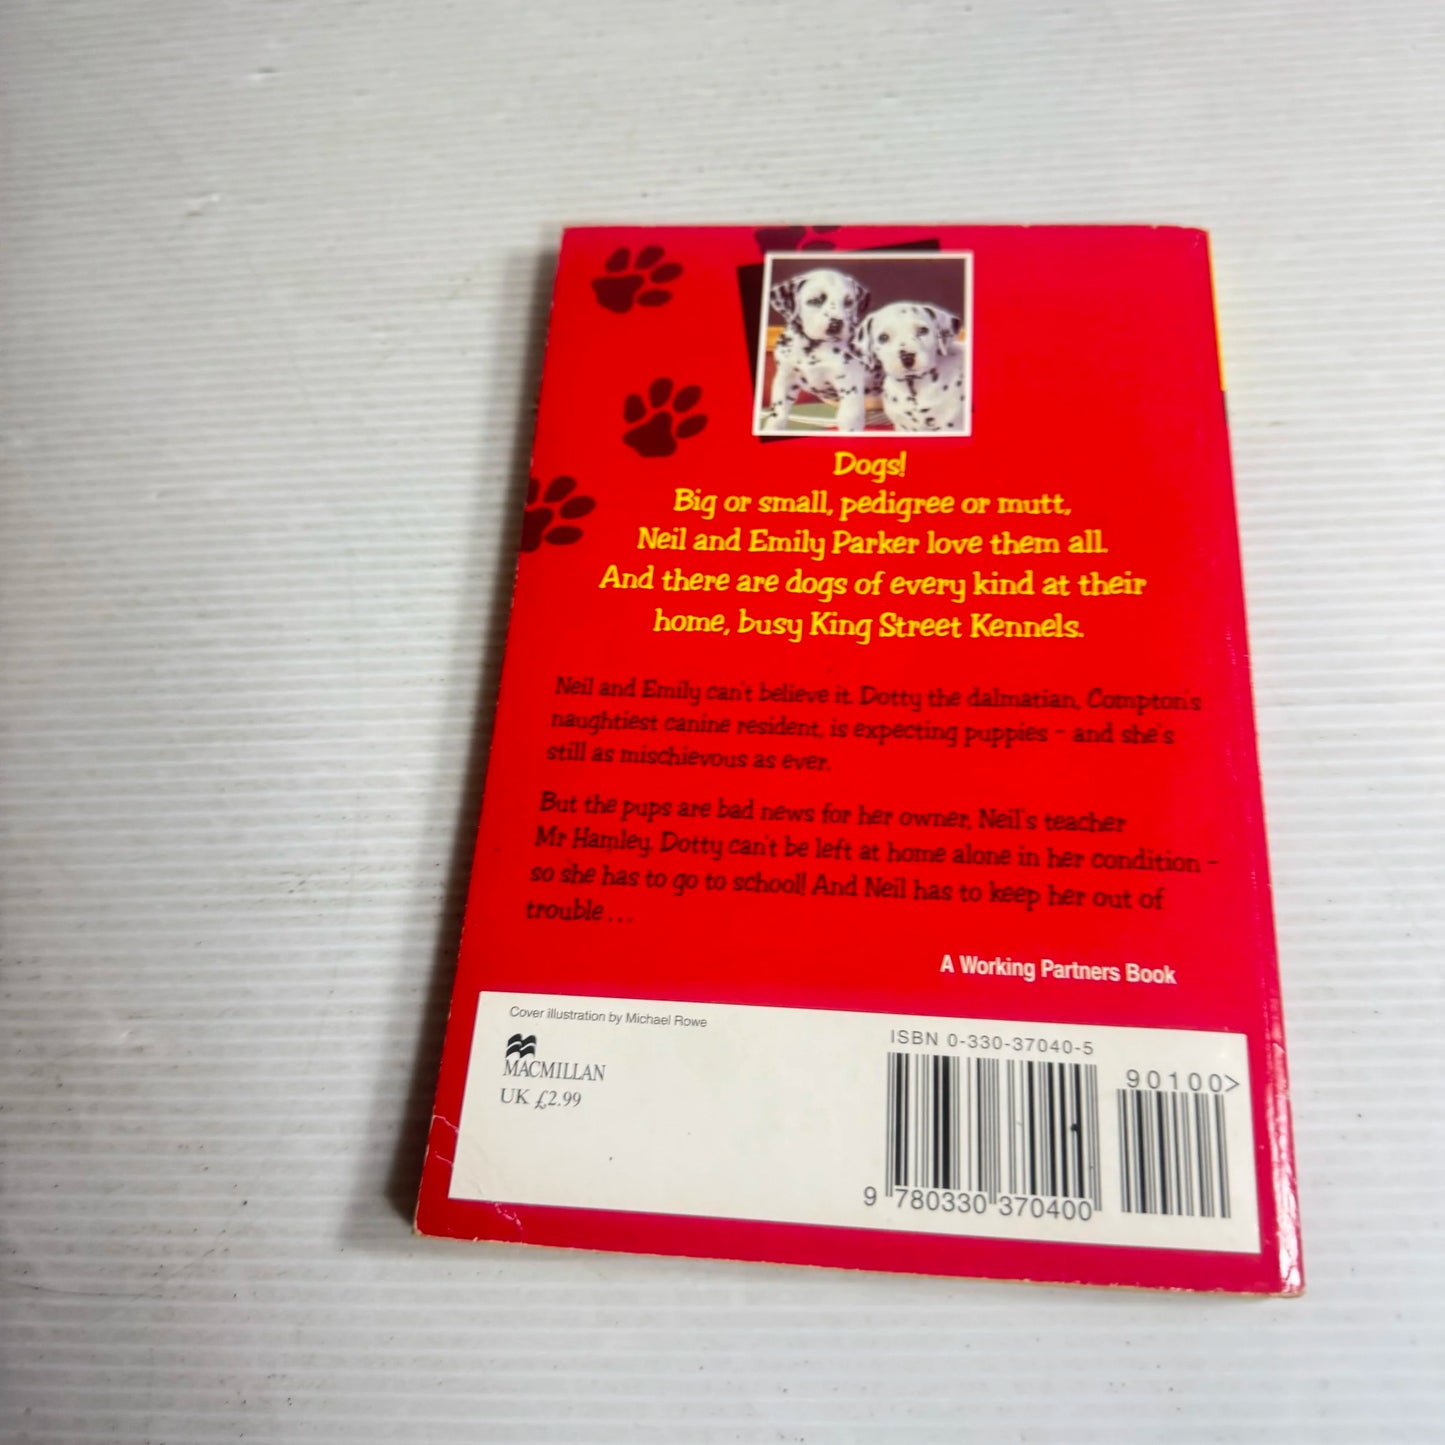 Dogs!
Big or small, pedigree or mutt,
Neil and Emily Parker love them all.
And there are dogs of every kind at their
home, busy King Street Kennels.
Neil and Emily can't believe it. Dotty the dalmatian, Compton's
naughtiest canine resident, is expecting puppies – and she's
still as mischievous as ever.
But the pups are bad news for her owner, Neil's teacher
Mr Hamley. Dotty can't be left at home alone in her condition –
so she has to go to school! And Neil has to keep her out of
trouble . . .
A Working Partners Book
Cover illustration by Michael Rowe
MACMILLAN
UK £2.99
ISBN 0-330-37040-5
90100>
9 780330 370400